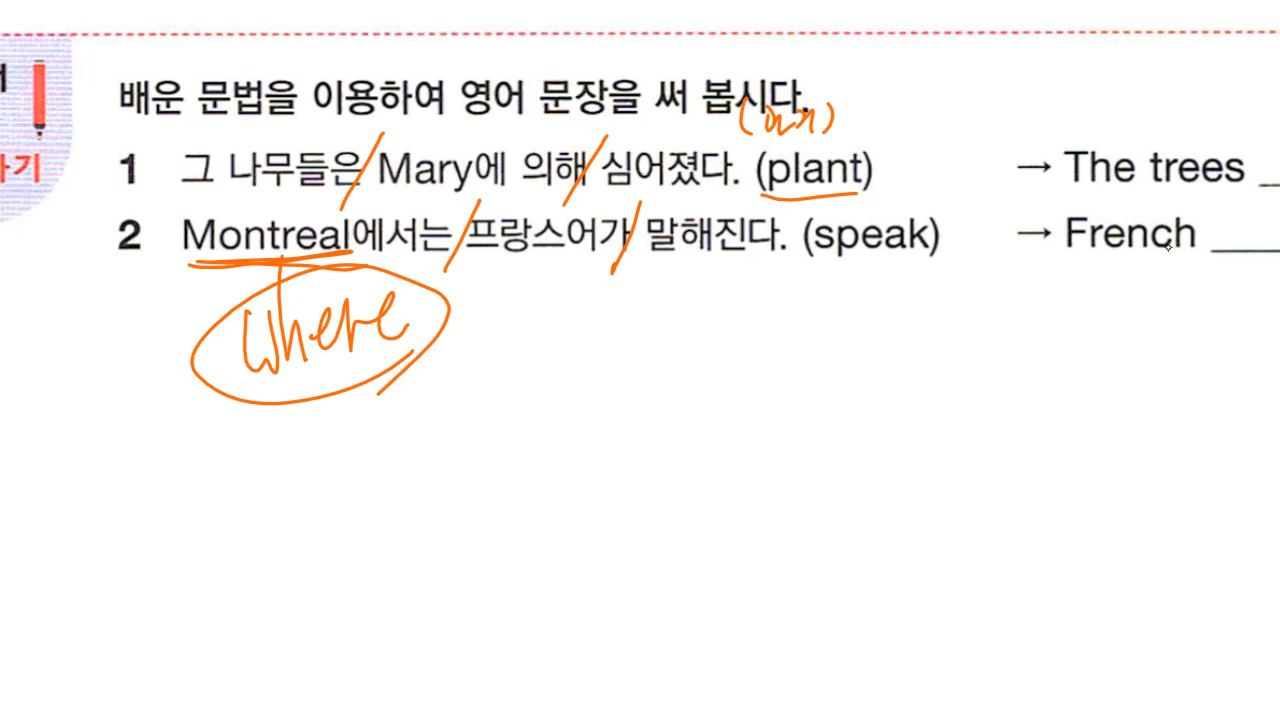 배운 문법을 이용하여 영어 문장을 써 봅시다.
하기
1 그 나무들은 Mary에 의해 심어졌다. (plant) → The trees
2 Montreal에서는 프랑스어가 말해진다. (speak) → French
where